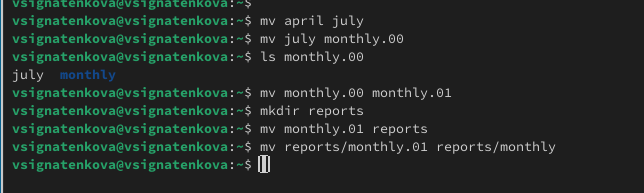 vsignatenkova@vsignatenkova:~$
vsignatenkova@vsignatenkova:~$ mv april july
vsignatenkova@vsignatenkova:~$ mv july monthly.00
vsignatenkova@vsignatenkova:~$ ls monthly.00
july  monthly
vsignatenkova@vsignatenkova:~$ mv monthly.00 monthly.01
vsignatenkova@vsignatenkova:~$ mkdir reports
vsignatenkova@vsignatenkova:~$ mv monthly.01 reports
vsignatenkova@vsignatenkova:~$ mv reports/monthly.01 reports/monthly
vsignatenkova@vsignatenkova:~$